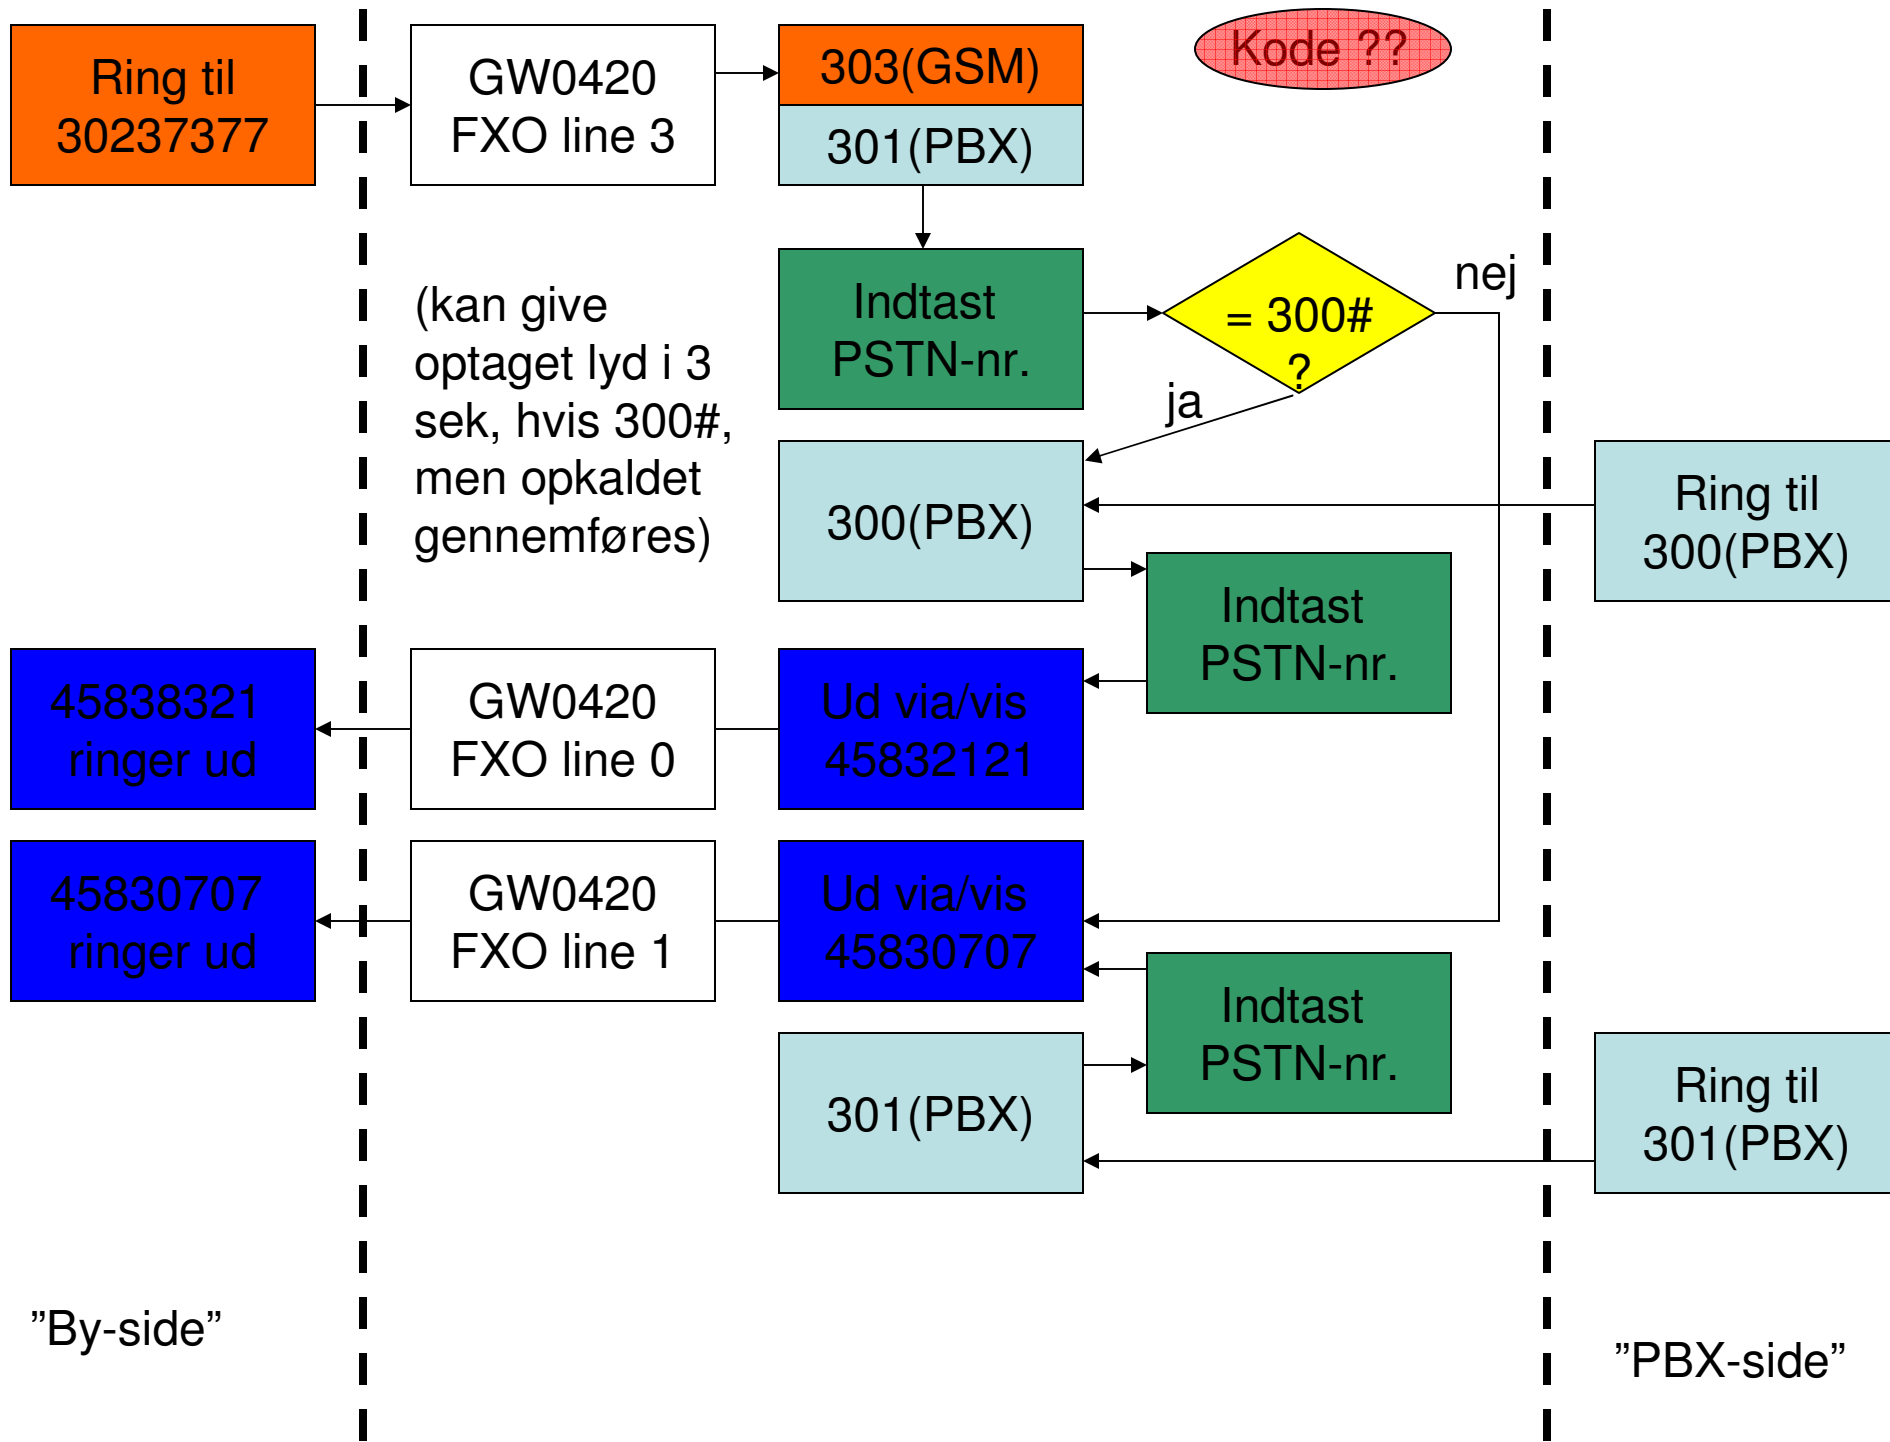 Ring til
30237377
GW0420
FXO line 3
303(GSM)
301(PBX)
Kode ??
(kan give
optaget lyd i 3
sek, hvis 300#,
men opkaldet
gennemføres)
Indtast
PSTN-nr.
= 300#
?
nej
ja
300(PBX)
Ring til
300(PBX)
Indtast
PSTN-nr.
45838321
ringer ud
GW0420
FXO line 0
Ud via/vis
45832121
45830707
ringer ud
GW0420
FXO line 1
Ud via/vis
45830707
Indtast
PSTN-nr.
301(PBX)
Ring til
301(PBX)
”By-side”
”PBX-side”